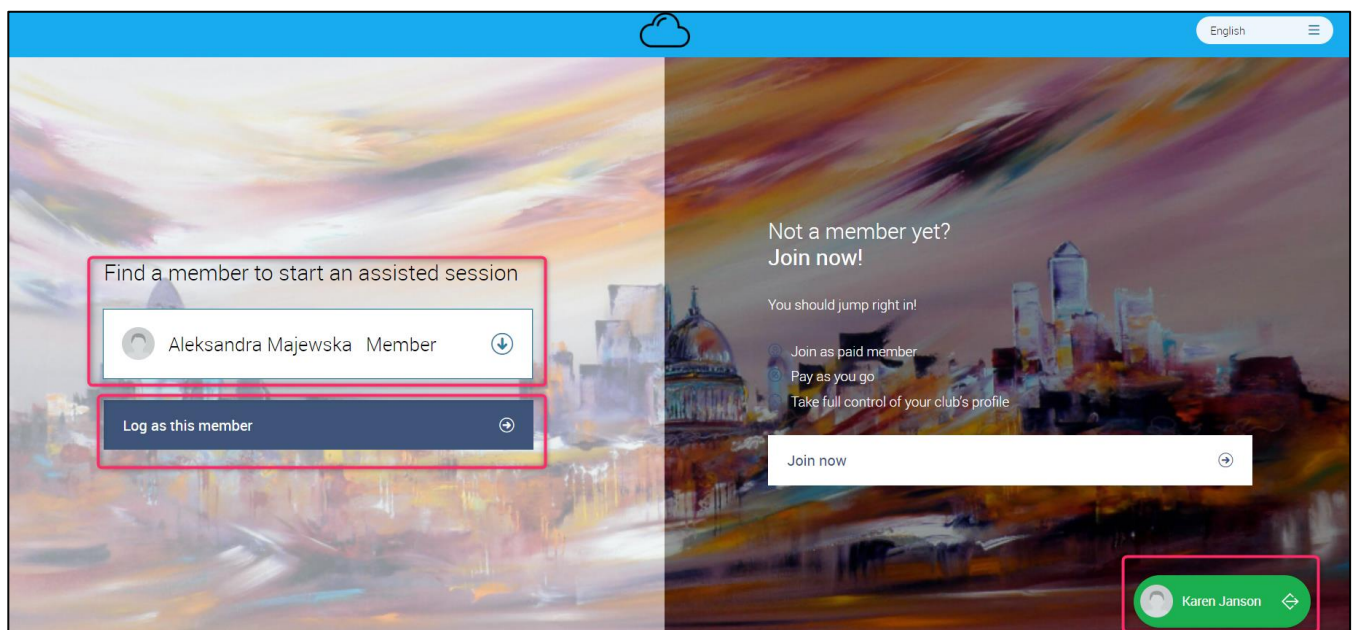 English
Find a member to start an assisted session
Aleksandra Majewska Member
Log as this member
Not a member yet?
Join now!
You should jump right in!
Join as paid member
Pay as you go
Take full control of your club's profile
Join now
Karen Janson